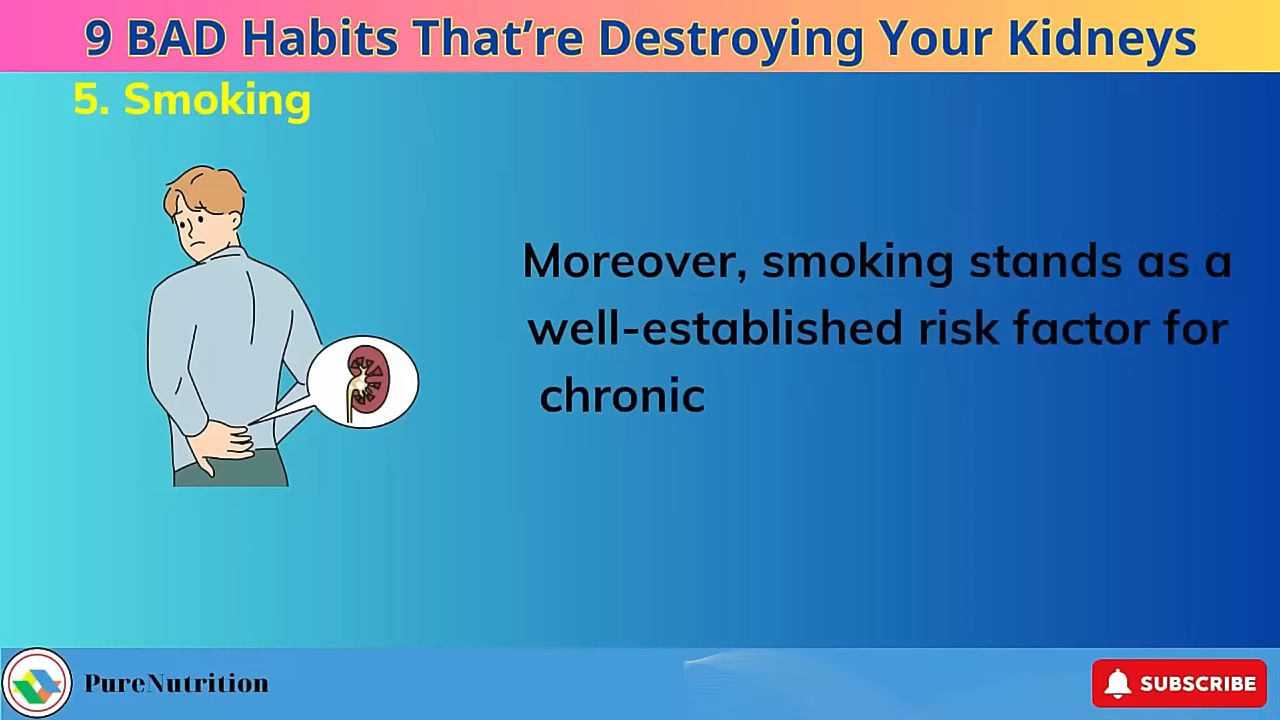 9 BAD Habits That’re Destroying Your Kidneys
5. Smoking
Moreover, smoking stands as a
well-established risk factor for
chronic
PureNutrition
SUBSCRIBE